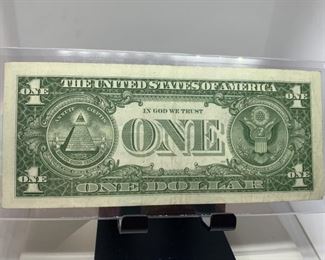 1 THE UNITED STATES OF AMERICA 1
ONE ONE
IN GOD WE TRUST
ONE
1 1
ONE ONE DOLLAR ONE